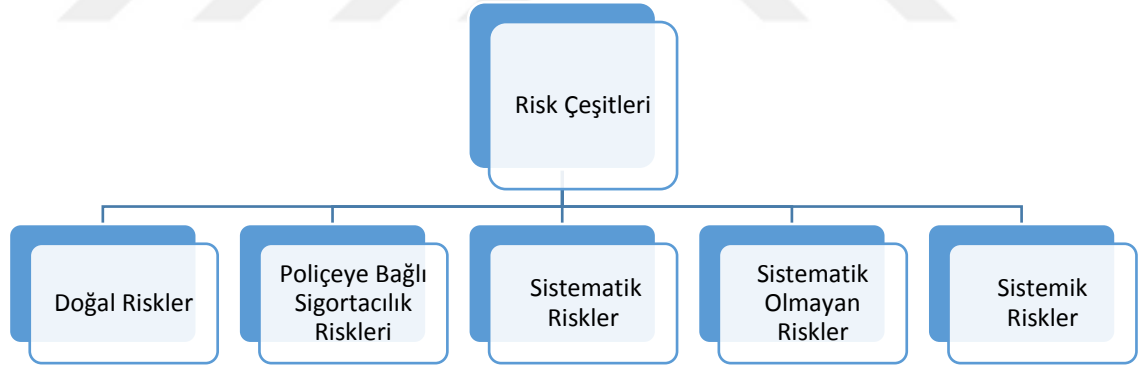 Risk Çeşitleri
Doğal Riskler
Poliçeye Bağlı
Sigortacılık
Riskleri
Sistematik
Riskler
Sistematik
Olmayan
Riskler
Sistemik
Riskler